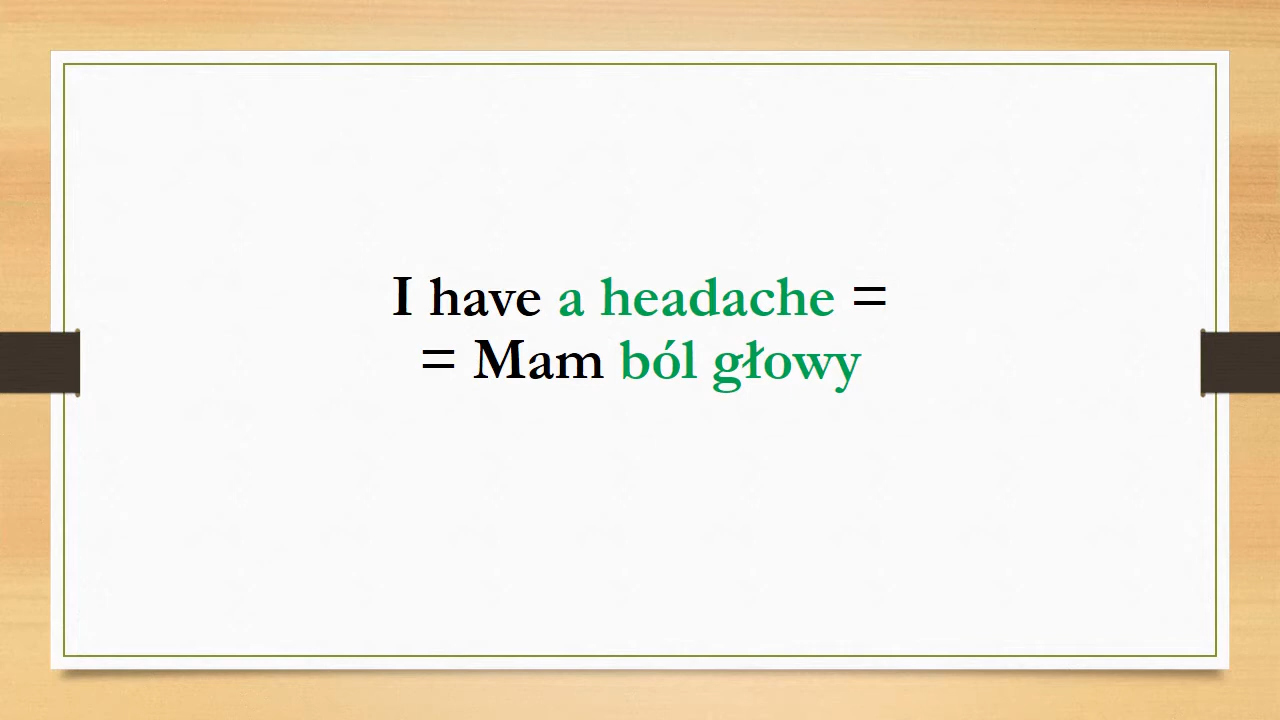 I have a headache =
= Mam ból głowy